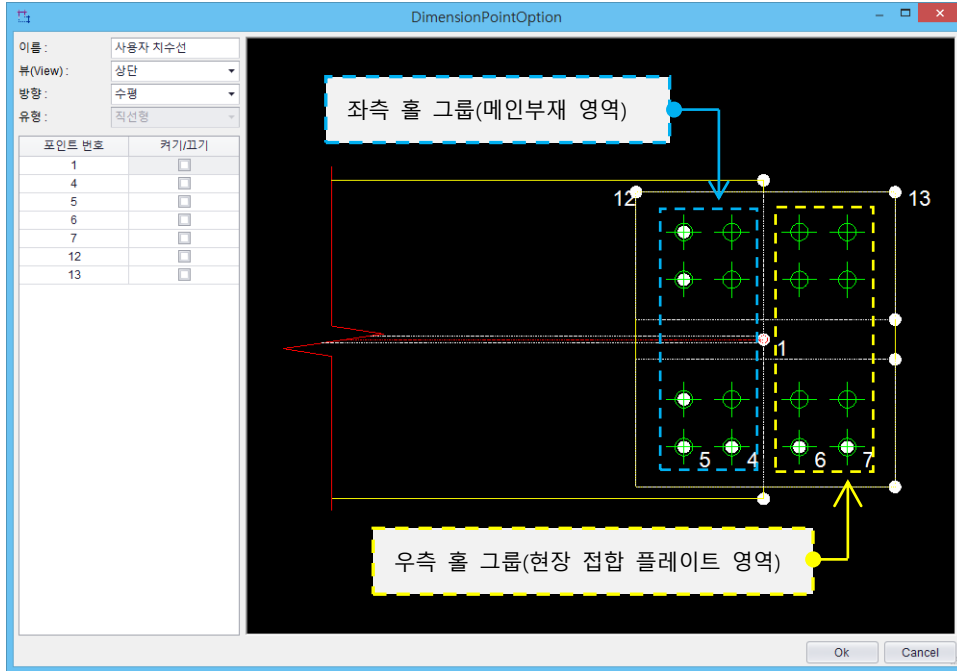 DimensionPointOption
이름 :
사용자 치수선
뷰(View) :
상단
방향 :
수평
유형 :
직선형
포인트 번호 켜기/끄기
1
4
5
6
7
12
13
좌측 홀 그룹(메인부재 영역)
12 13
1
5 4 6 7
우측 홀 그룹(현장 접합 플레이트 영역)
Ok Cancel